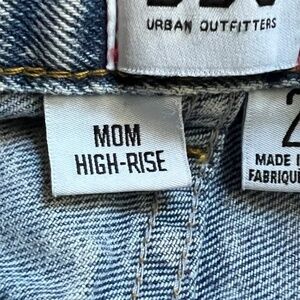 URBAN OUTFITTERS
MOM
HIGH-RISE
2
MADE
FABRIQUÉ